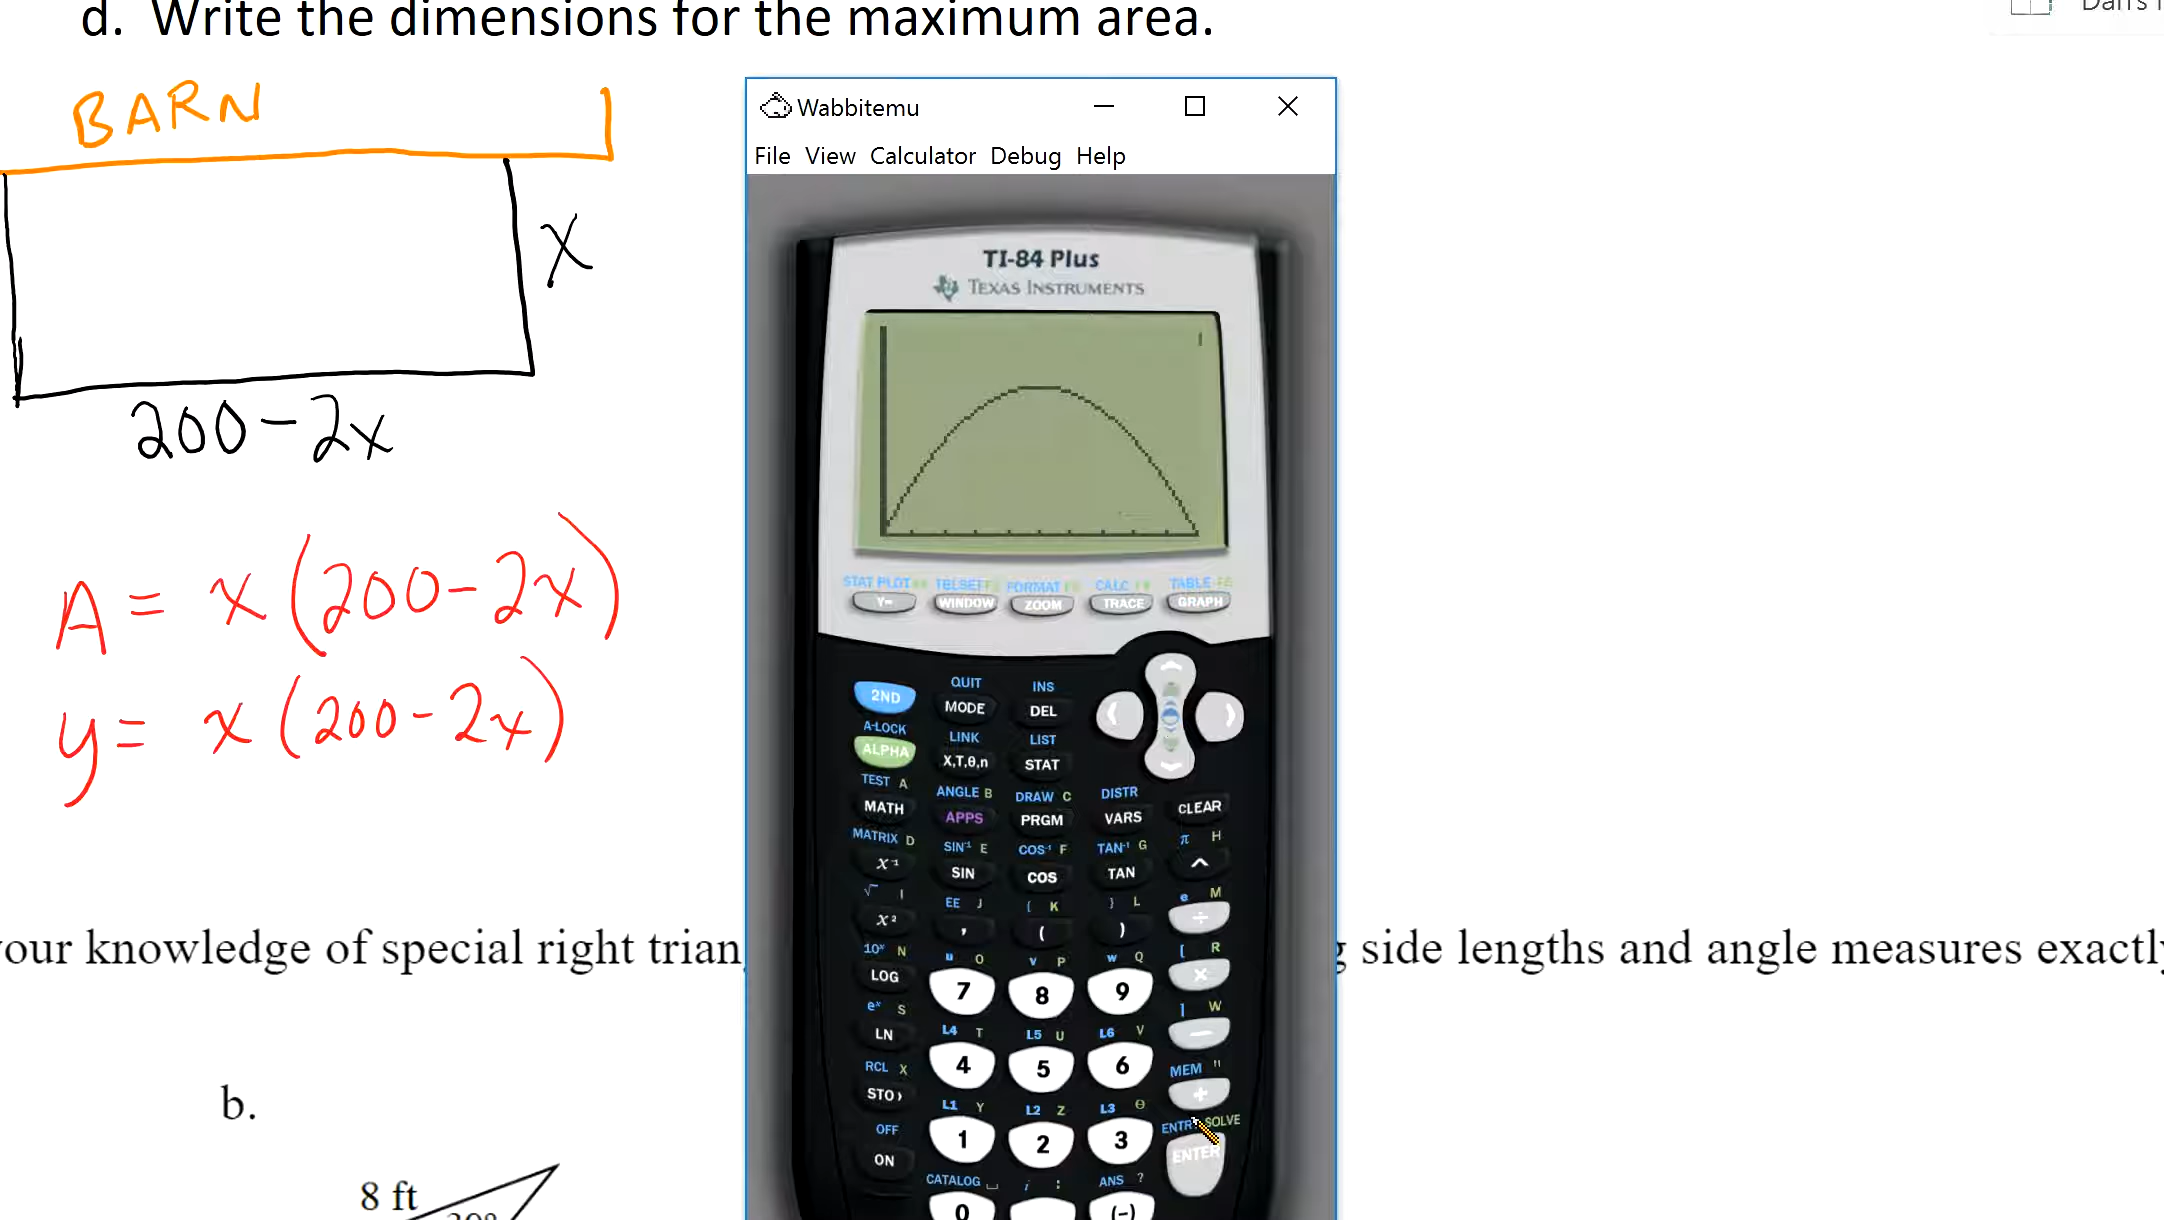 d. Write the dimensions for the maximum area.
BARN
x
200-2x
A = x(200-2x)
y = x(200-2x)
Wabbitemu
File View Calculator Debug Help
TI-84 Plus
TEXAS INSTRUMENTS
STAT PLOT TBLSET FORMAT CALC TABLE
Y= WINDOW ZOOM TRACE GRAPH
QUIT INS
2ND MODE DEL
A-LOCK LINK LIST
ALPHA X,T,θ,n STAT
TEST A ANGLE B DRAW C DISTR
MATH APPS PRGM VARS CLEAR
MATRIX D SIN⁻¹ E COS⁻¹ F TAN⁻¹ G π H
x⁻¹ SIN COS TAN ^
√ I EE J { K } L e M
x² , ( ) ÷
10ˣ N u O v P w Q [ R
LOG 7 8 9 ×
eˣ S L4 T L5 U L6 V ] W
LN 4 5 6 −
RCL X L1 Y L2 Z L3 θ MEM "
STO› 1 2 3 +
OFF CATALOG i : ANS ? ENTRY SOLVE
ON 0 (−) ENTER
your knowledge of special right side lengths and angle measures
b.
8 ft